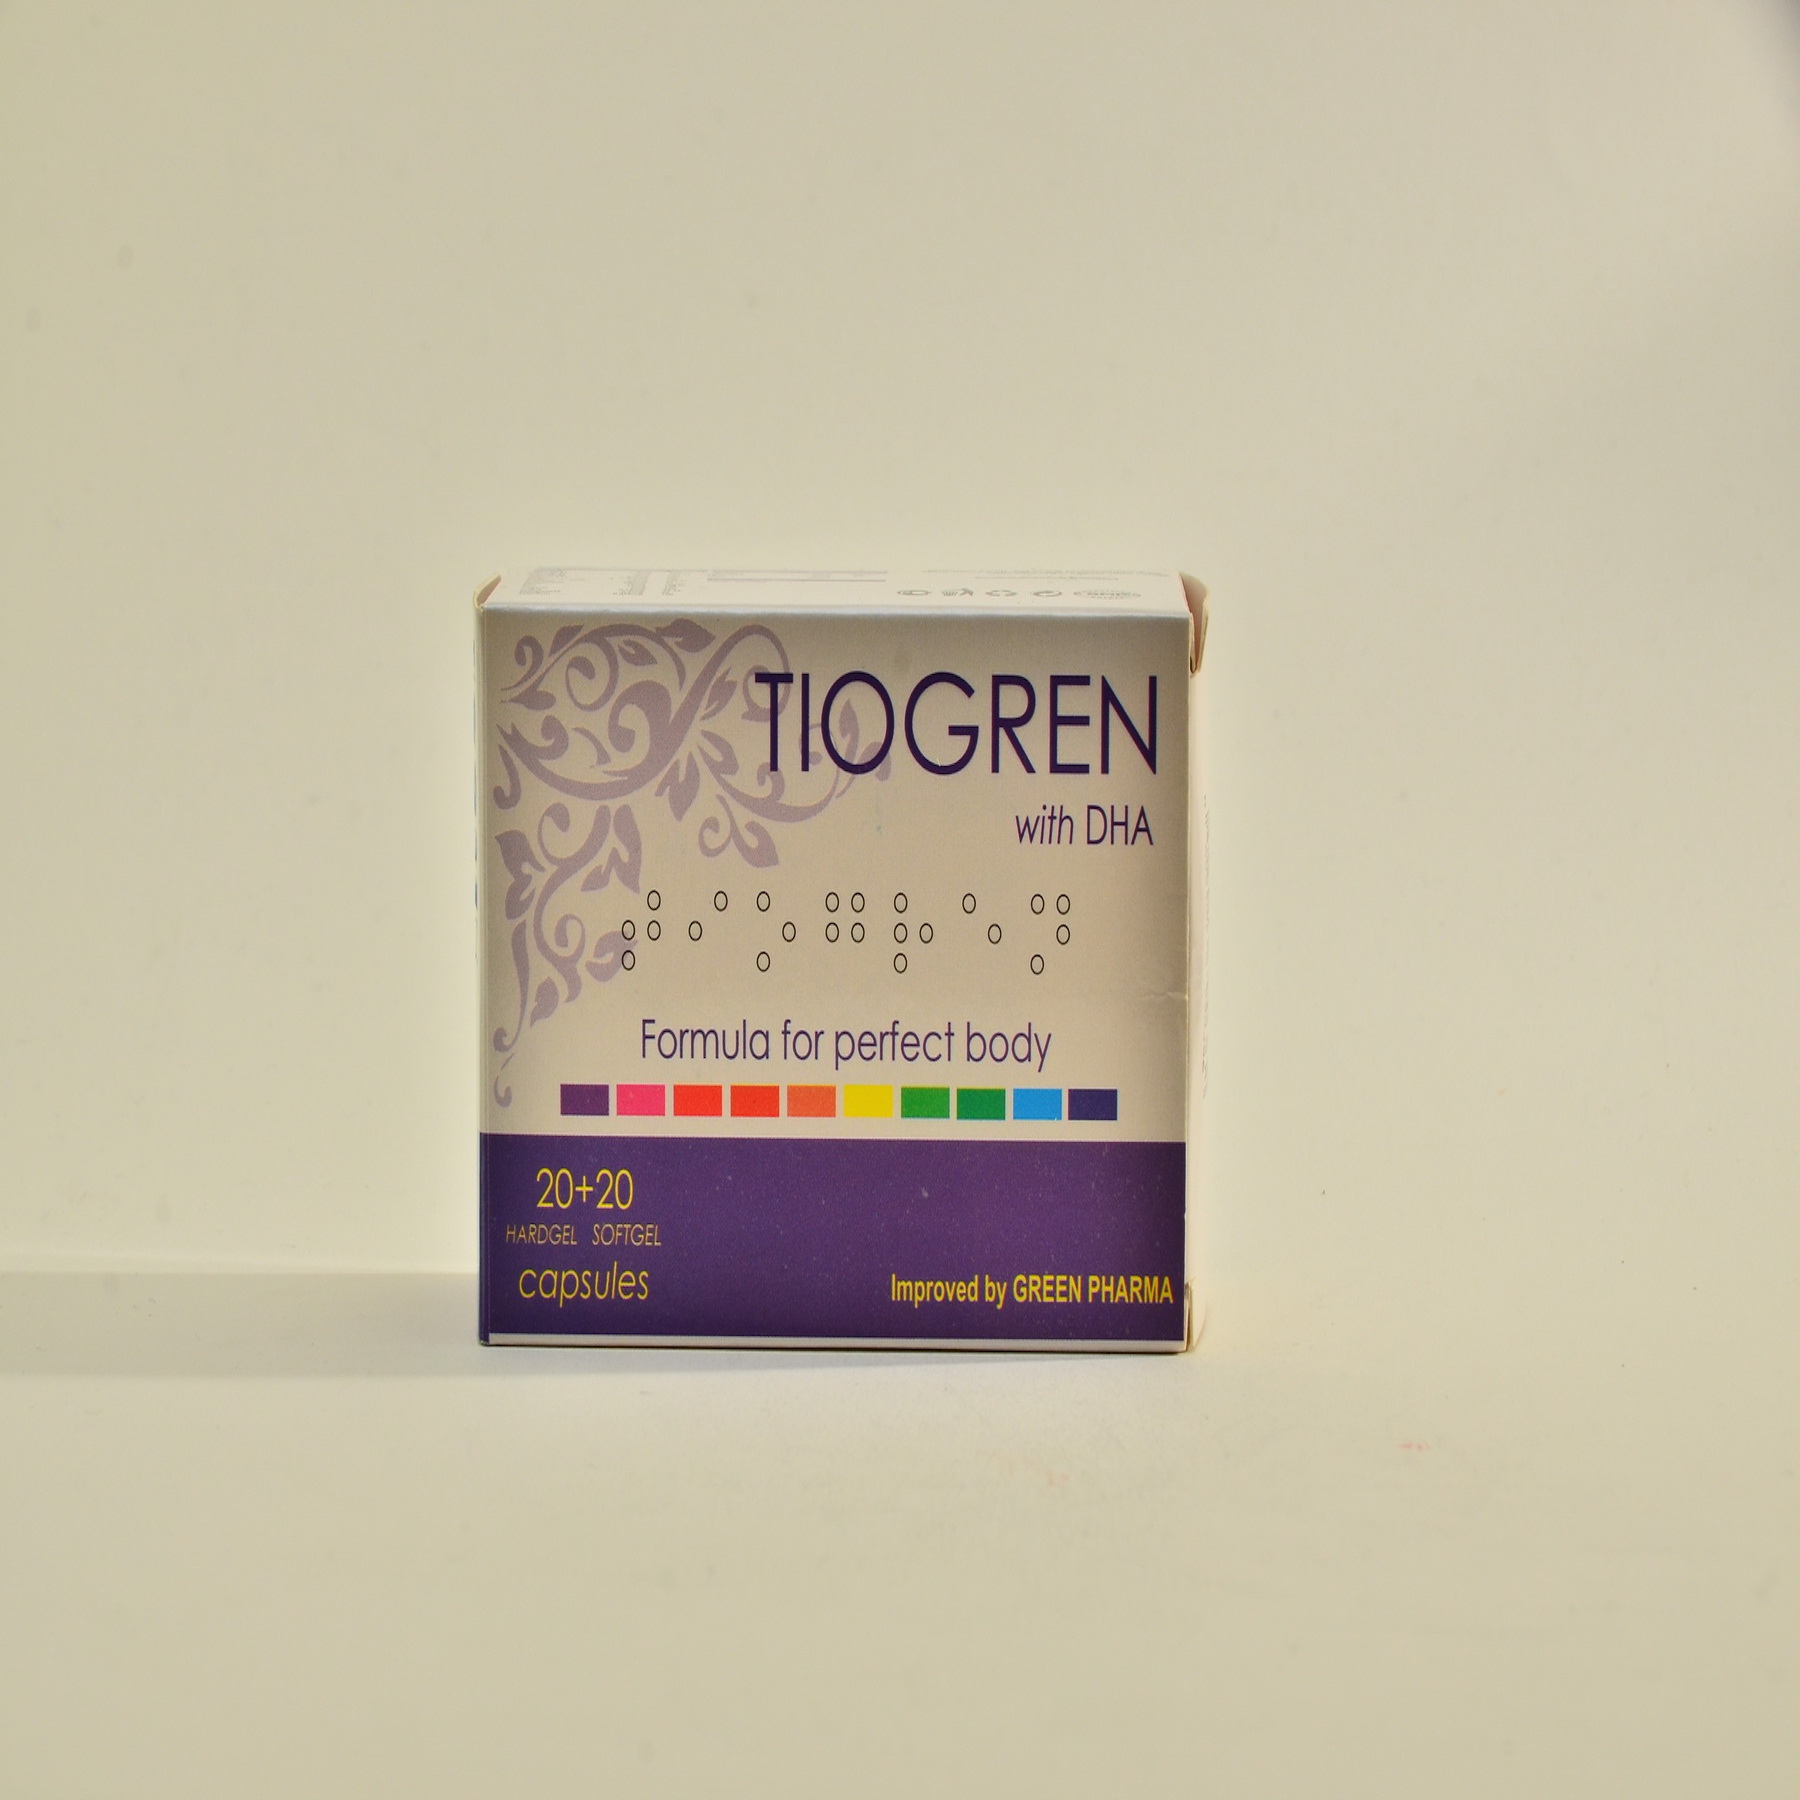 TIOGREN
with DHA
⠞⠊⠕⠛⠗⠑⠝
Formula for perfect body
20+20
HARDGEL SOFTGEL
capsules
Improved by GREEN PHARMA